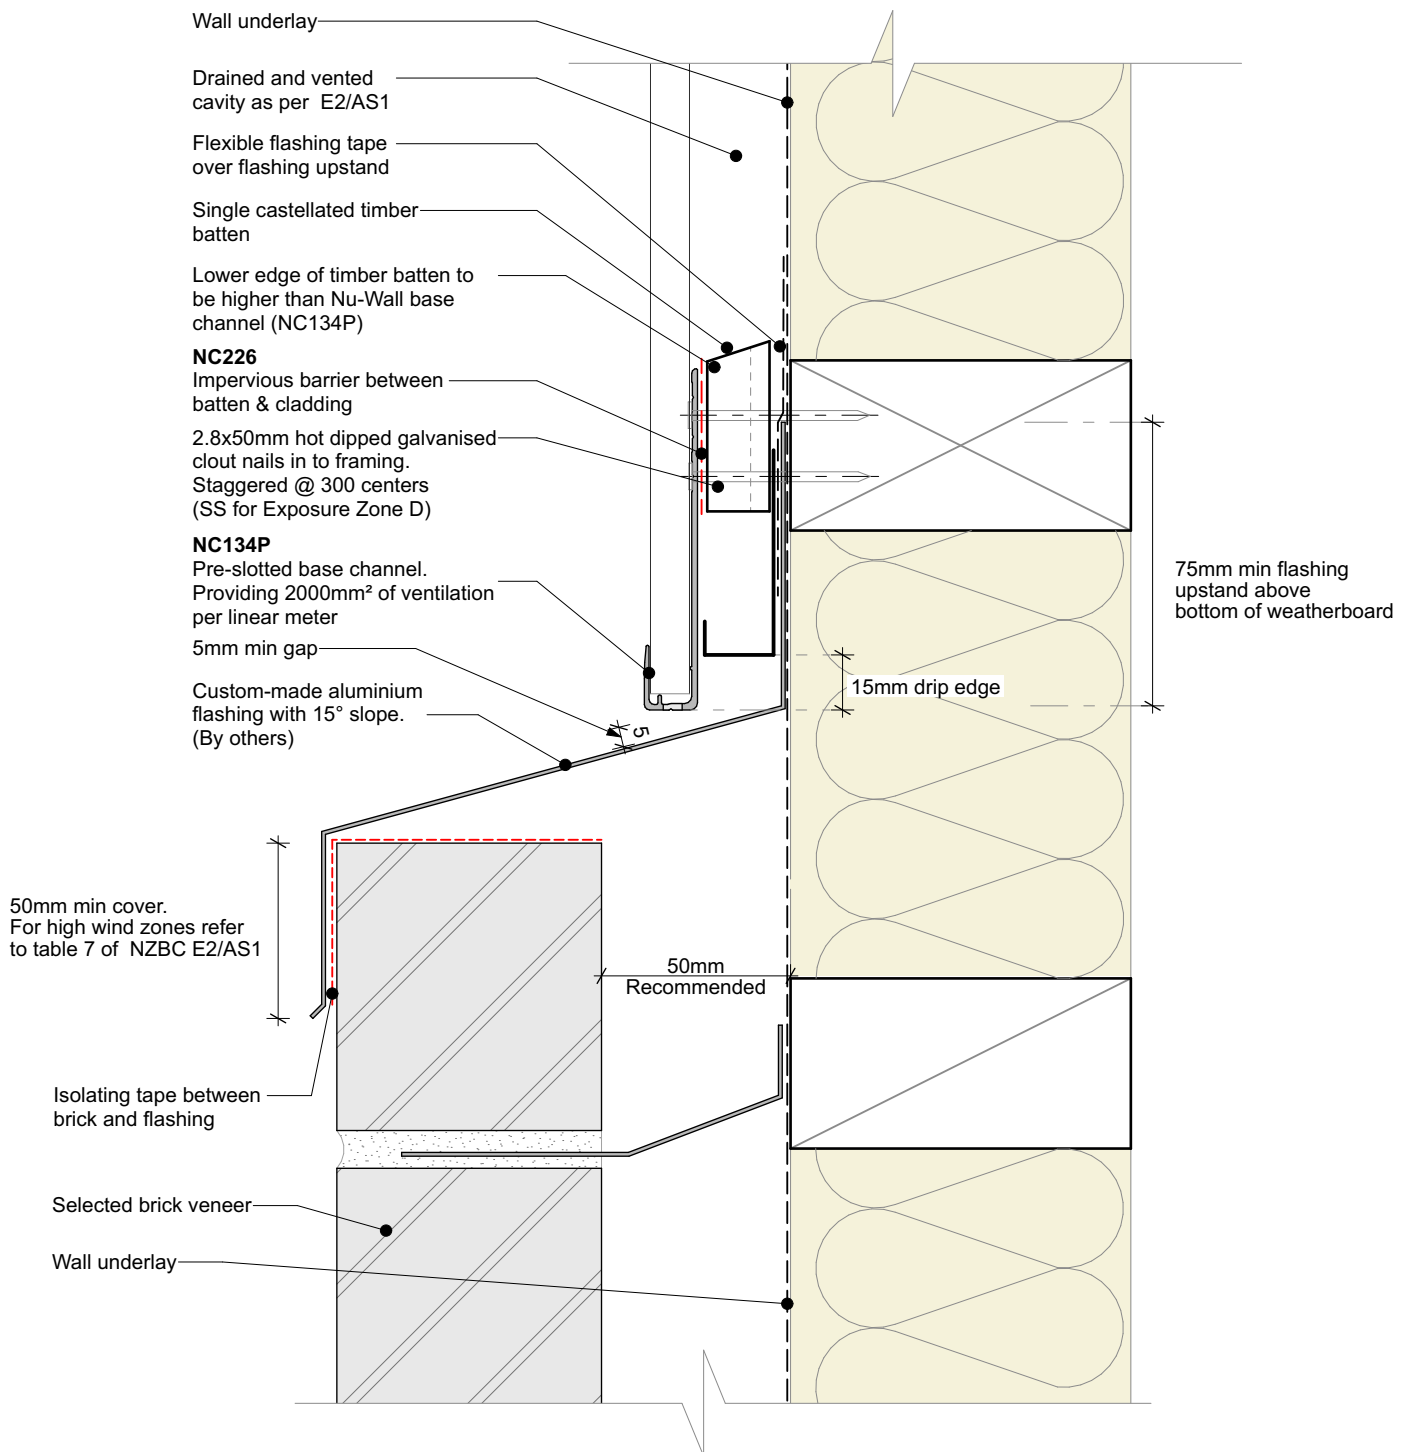 Wall underlay
Drained and vented
cavity as per E2/AS1
Flexible flashing tape
over flashing upstand
Single castellated timber
batten
Lower edge of timber batten to
be higher than Nu-Wall base
channel (NC134P)
NC226
Impervious barrier between
batten & cladding
2.8x50mm hot dipped galvanised
clout nails in to framing.
Staggered @ 300 centers
(SS for Exposure Zone D)
NC134P
Pre-slotted base channel.
Providing 2000mm² of ventilation
per linear meter
5mm min gap
Custom-made aluminium
flashing with 15° slope.
(By others)
5
75mm min flashing
upstand above
bottom of weatherboard
15mm drip edge
50mm min cover.
For high wind zones refer
to table 7 of NZBC E2/AS1
50mm
Recommended
Isolating tape between
brick and flashing
Selected brick veneer
Wall underlay